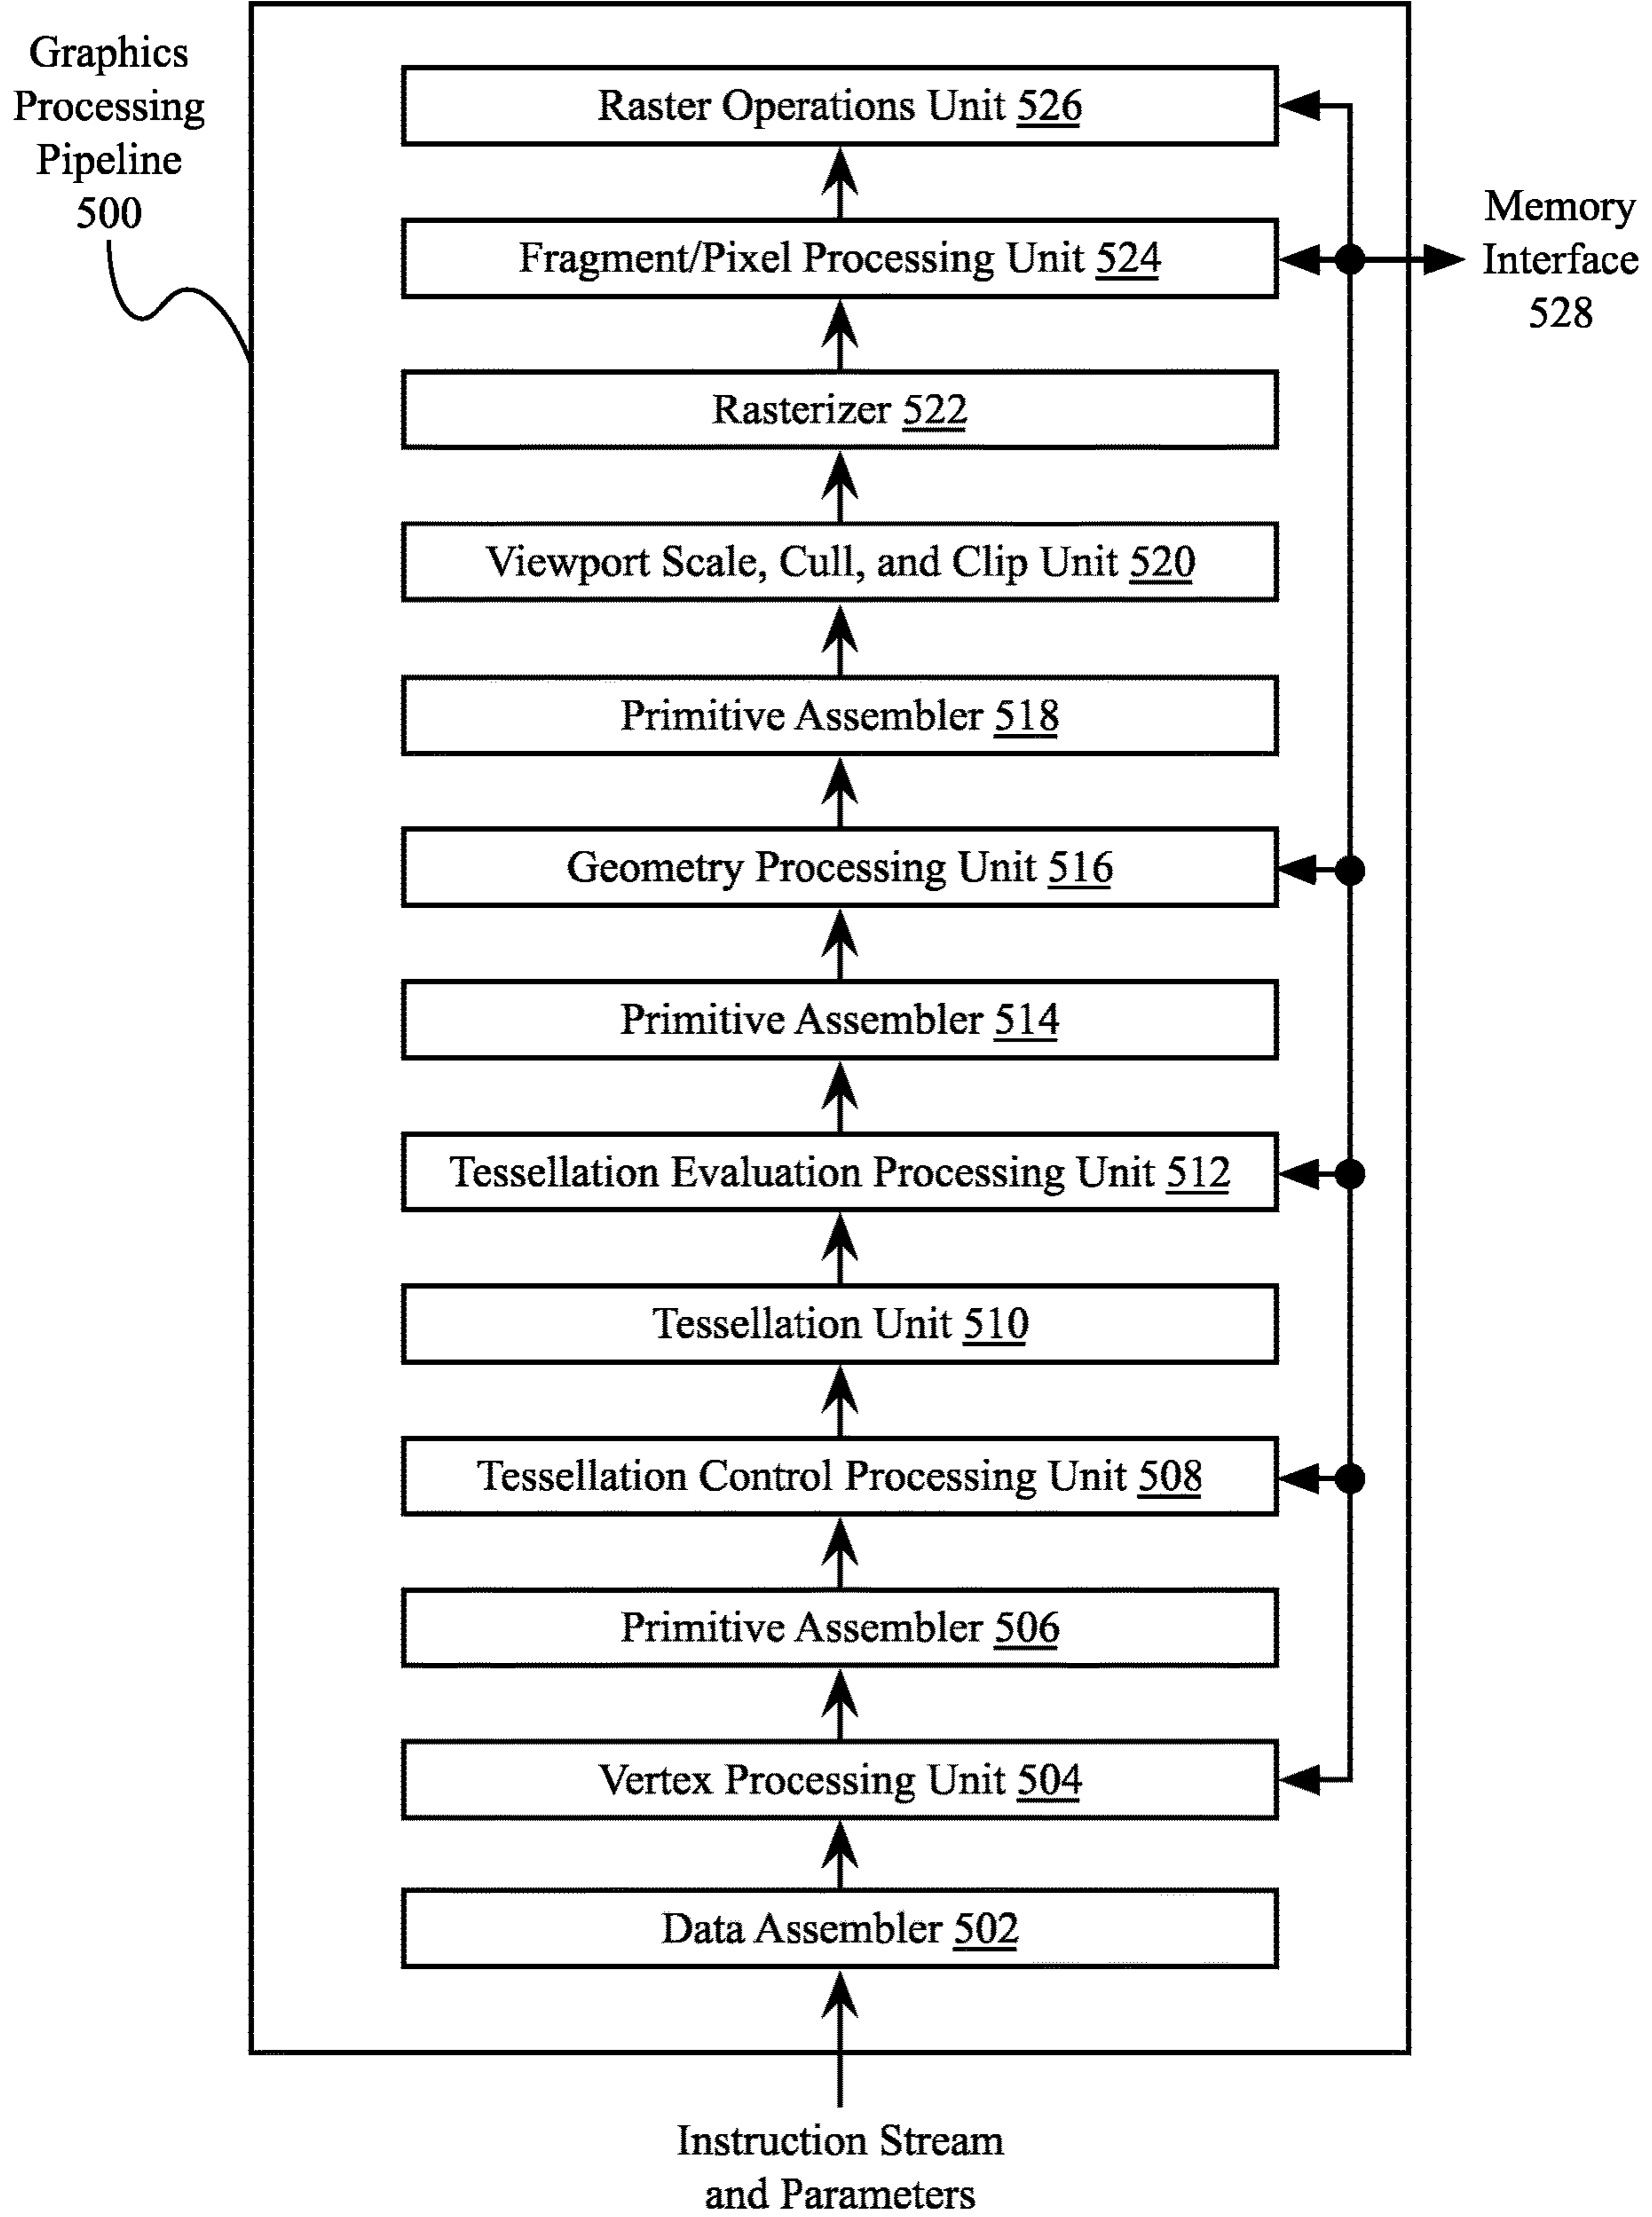 Graphics
Processing
Pipeline
500
Raster Operations Unit 526
Fragment/Pixel Processing Unit 524
Memory
Interface
528
Rasterizer 522
Viewport Scale, Cull, and Clip Unit 520
Primitive Assembler 518
Geometry Processing Unit 516
Primitive Assembler 514
Tessellation Evaluation Processing Unit 512
Tessellation Unit 510
Tessellation Control Processing Unit 508
Primitive Assembler 506
Vertex Processing Unit 504
Data Assembler 502
Instruction Stream
and Parameters